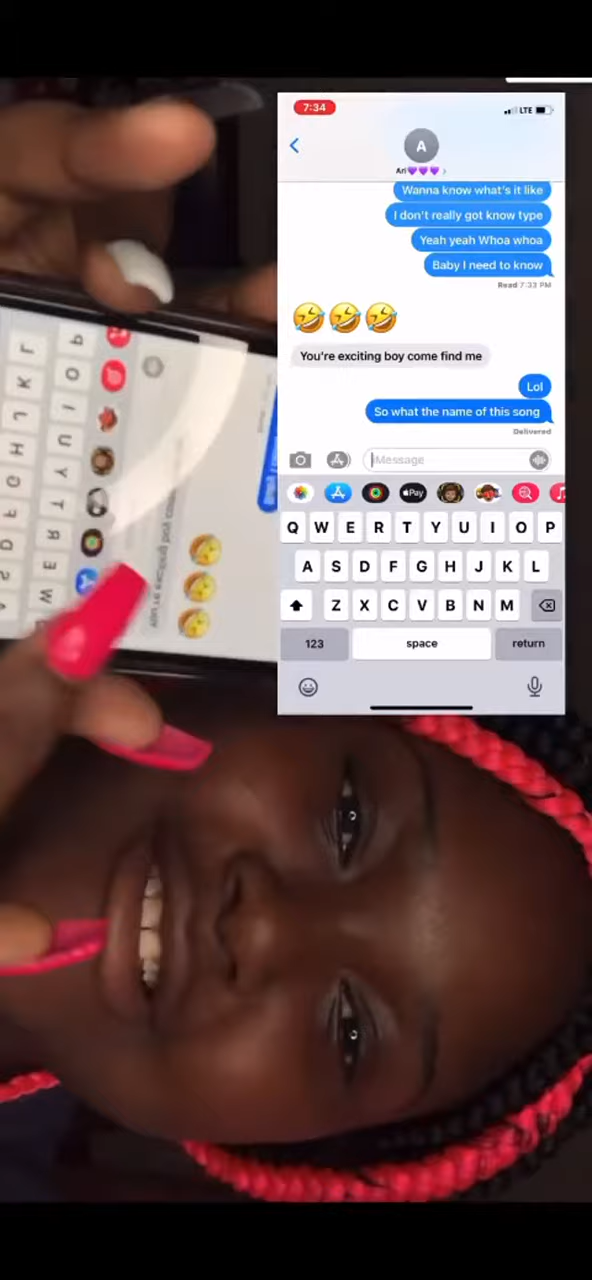 7:34
LTE
A
Ari💜💜💜 ›
Wanna know what's it like
I don't really got know type
Yeah yeah Whoa whoa
Baby I need to know
Read 7:33 PM
🤣🤣🤣
You're exciting boy come find me
Lol
So what the name of this song
Delivered
iMessage
Pay
Q W E R T Y U I O P
A S D F G H J K L
Z X C V B N M
123 space return